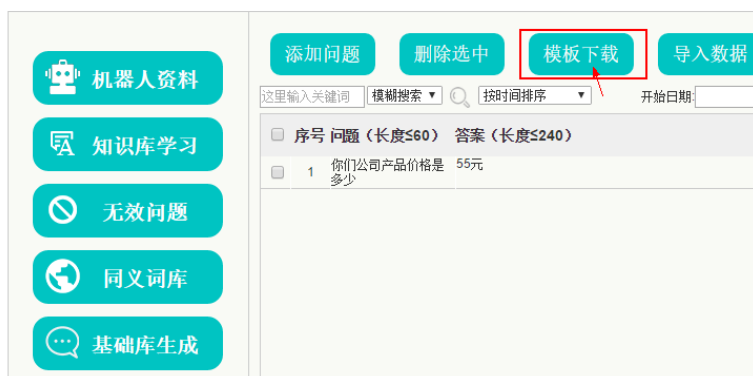 添加问题
删除选中
模板下载
导入数据
机器人资料
这里输入关键词
模糊搜索
按时间排序
开始日期:
序号 问题（长度≤60） 答案（长度≤240）
知识库学习
1 你们公司产品价格是多少 55元
无效问题
同义词库
基础库生成